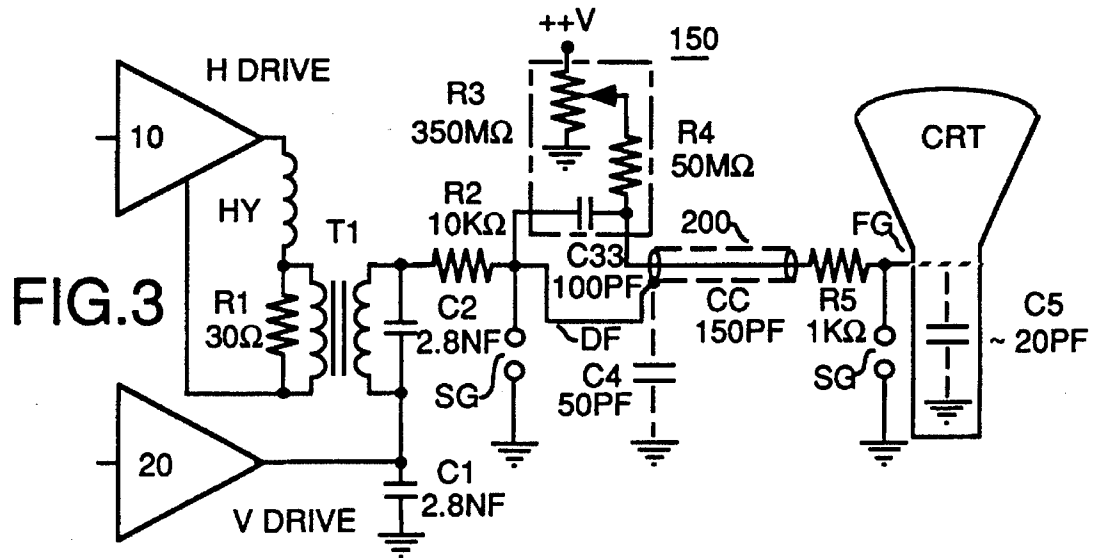 ++V
150
H DRIVE
R3
350MΩ
10
CRT
R4
50MΩ
HY
T1
R2
10KΩ
200
FG
FIG.3
C33
100PF
R1
30Ω
C2
2.8NF
CC
150PF
R5
1KΩ
C5
~ 20PF
DF
SG
C4
50PF
SG
20
C1
2.8NF
V DRIVE